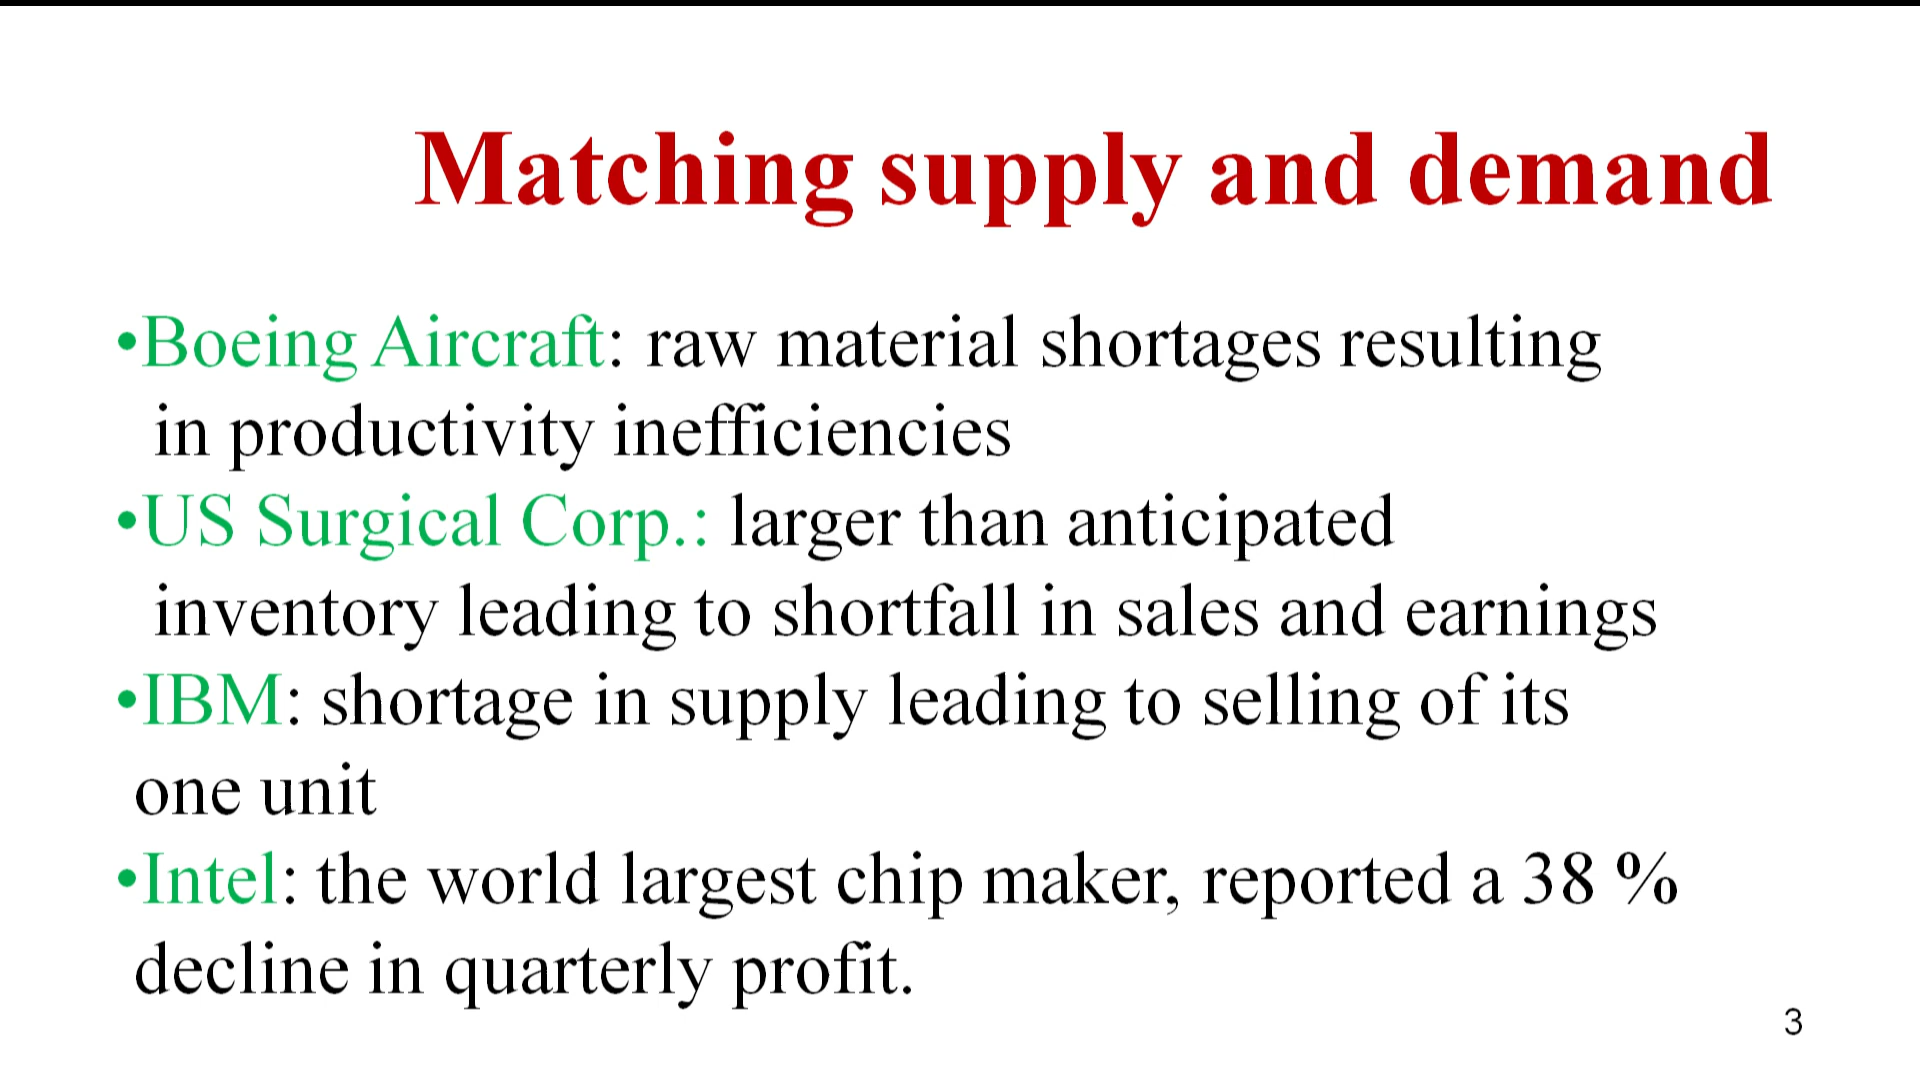 Matching supply and demand
•Boeing Aircraft: raw material shortages resulting
in productivity inefficiencies
•US Surgical Corp.: larger than anticipated
inventory leading to shortfall in sales and earnings
•IBM: shortage in supply leading to selling of its
one unit
•Intel: the world largest chip maker, reported a 38 %
decline in quarterly profit.
3